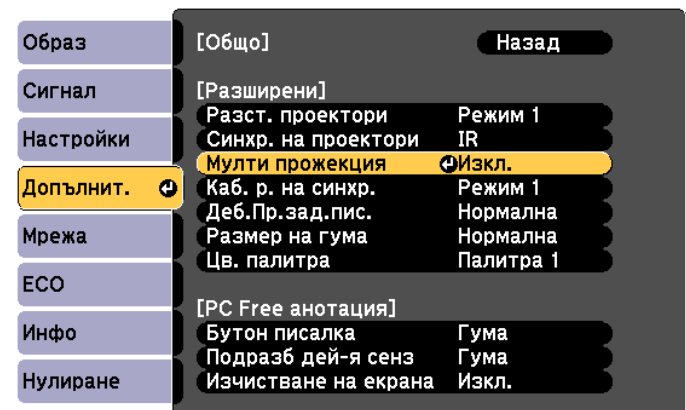 Образ
Сигнал
Настройки
Допълнит.
Мрежа
ECO
Инфо
Нулиране
[Общо] Назад
[Разширени]
Разст. проектори Режим 1
Синхр. на проектори IR
Мулти прожекция Изкл.
Каб. р. на синхр. Режим 1
Деб.Пр.зад.пис. Нормална
Размер на гума Нормална
Цв. палитра Палитра 1
[PC Free анотация]
Бутон писалка Гума
Подразб дей-я сенз Гума
Изчистване на екрана Изкл.